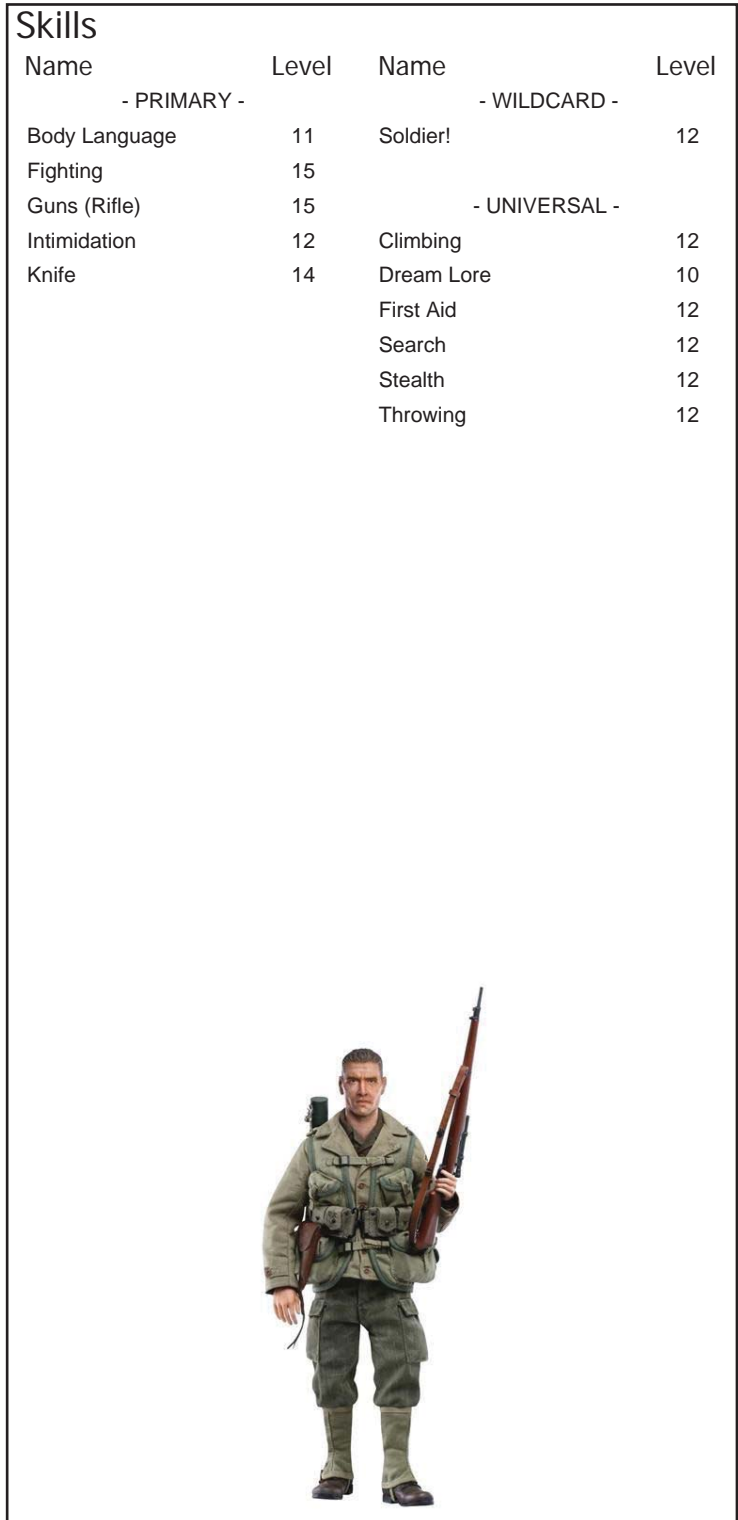 Skills
Name Level Name Level
- PRIMARY - - WILDCARD -
Body Language 11 Soldier! 12
Fighting 15
Guns (Rifle) 15 - UNIVERSAL -
Intimidation 12 Climbing 12
Knife 14 Dream Lore 10
First Aid 12
Search 12
Stealth 12
Throwing 12